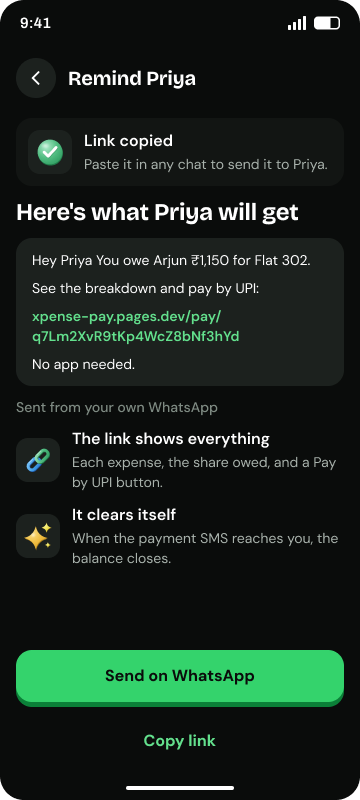 9:41
Remind Priya
Link copied
Paste it in any chat to send it to Priya.
Here's what Priya will get
Hey Priya You owe Arjun ₹1,150 for Flat 302.
See the breakdown and pay by UPI:
xpense-pay.pages.dev/pay/
q7Lm2XvR9tKp4WcZ8bNf3hYd
No app needed.
Sent from your own WhatsApp
The link shows everything
Each expense, the share owed, and a Pay
by UPI button.
It clears itself
When the payment SMS reaches you, the
balance closes.
Send on WhatsApp
Copy link